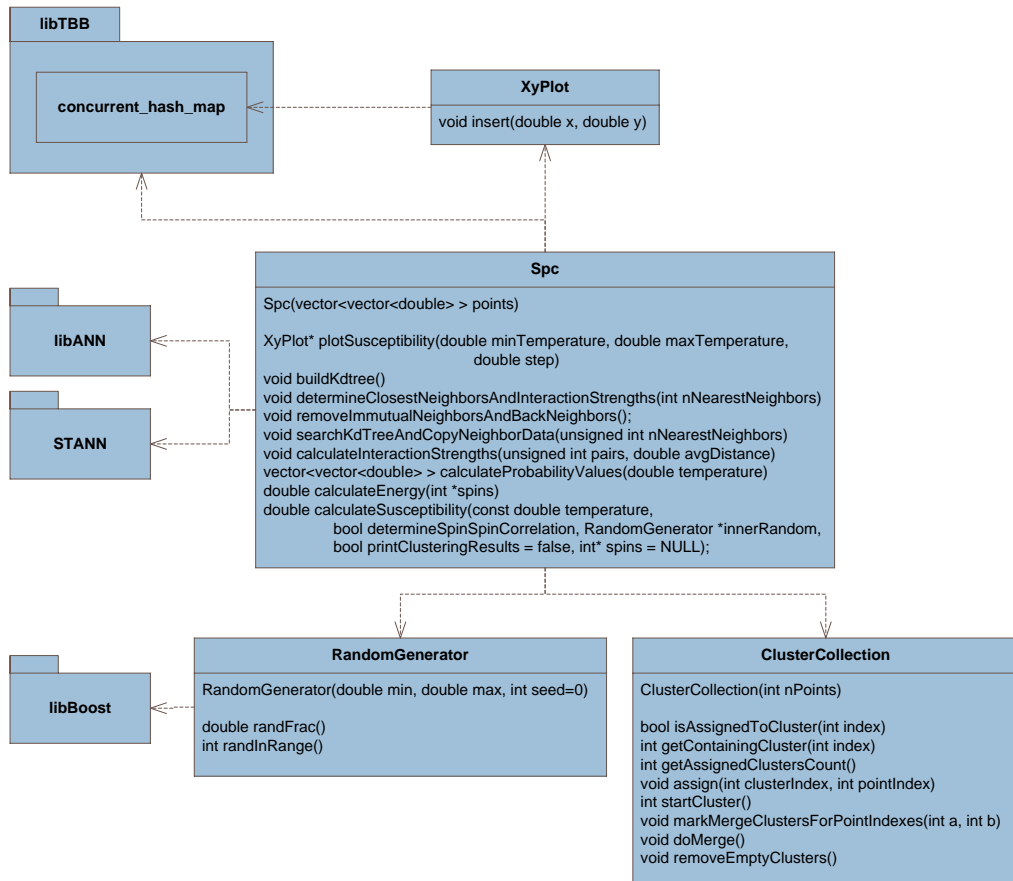 libTBB
concurrent_hash_map
XyPlot
void insert(double x, double y)
Spc
Spc(vector<vector<double> > points)
XyPlot* plotSusceptibility(double minTemperature, double maxTemperature,
double step)
void buildKdtree()
void determineClosestNeighborsAndInteractionStrengths(int nNearestNeighbors)
void removeImmutualNeighborsAndBackNeighbors();
void searchKdTreeAndCopyNeighborData(unsigned int nNearestNeighbors)
void calculateInteractionStrengths(unsigned int pairs, double avgDistance)
vector<vector<double> > calculateProbabilityValues(double temperature)
double calculateEnergy(int *spins)
double calculateSusceptibility(const double temperature,
bool determineSpinSpinCorrelation, RandomGenerator *innerRandom,
bool printClusteringResults = false, int* spins = NULL);
libANN
STANN
libBoost
RandomGenerator
RandomGenerator(double min, double max, int seed=0)
double randFrac()
int randInRange()
ClusterCollection
ClusterCollection(int nPoints)
bool isAssignedToCluster(int index)
int getContainingCluster(int index)
int getAssignedClustersCount()
void assign(int clusterIndex, int pointIndex)
int startCluster()
void markMergeClustersForPointIndexes(int a, int b)
void doMerge()
void removeEmptyClusters()